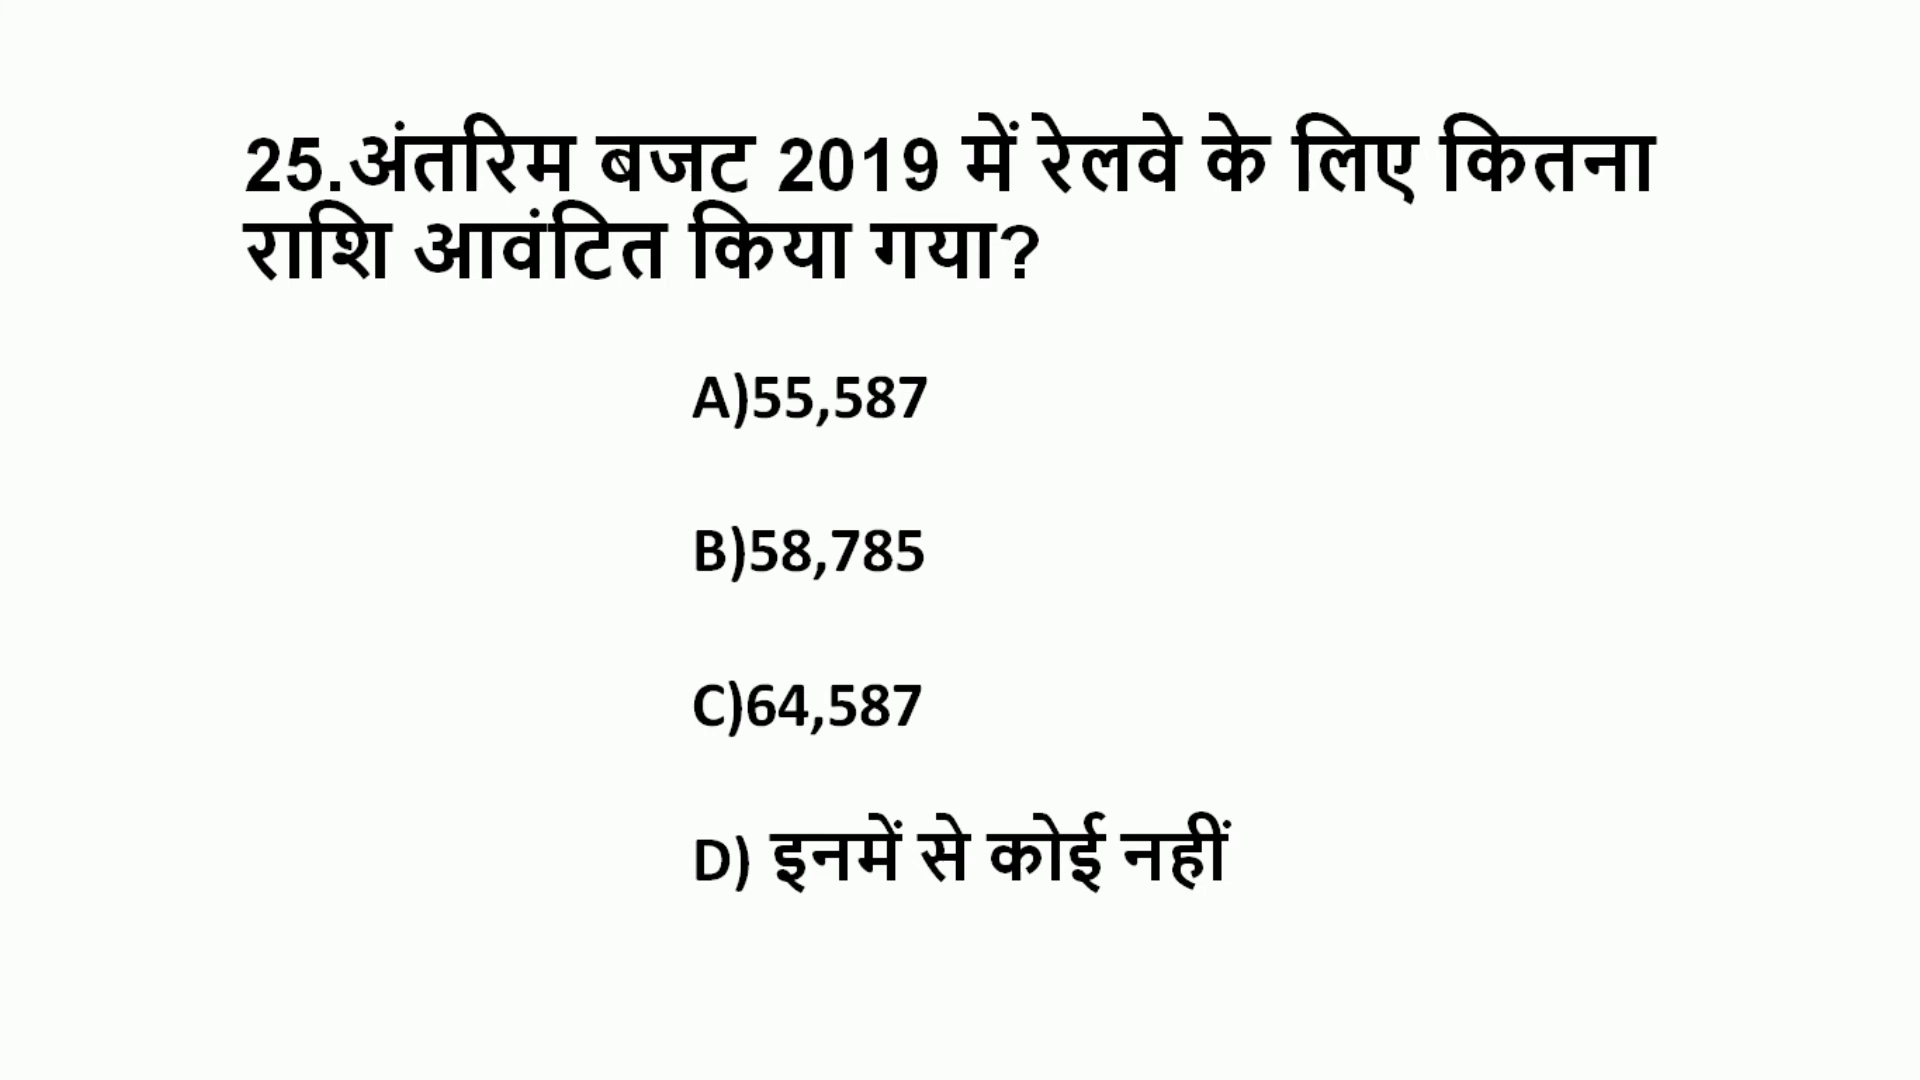 25.अंतरिम बजट 2019 में रेलवे के लिए कितना
राशि आवंटित किया गया?
A)55,587
B)58,785
C)64,587
D) इनमें से कोई नहीं